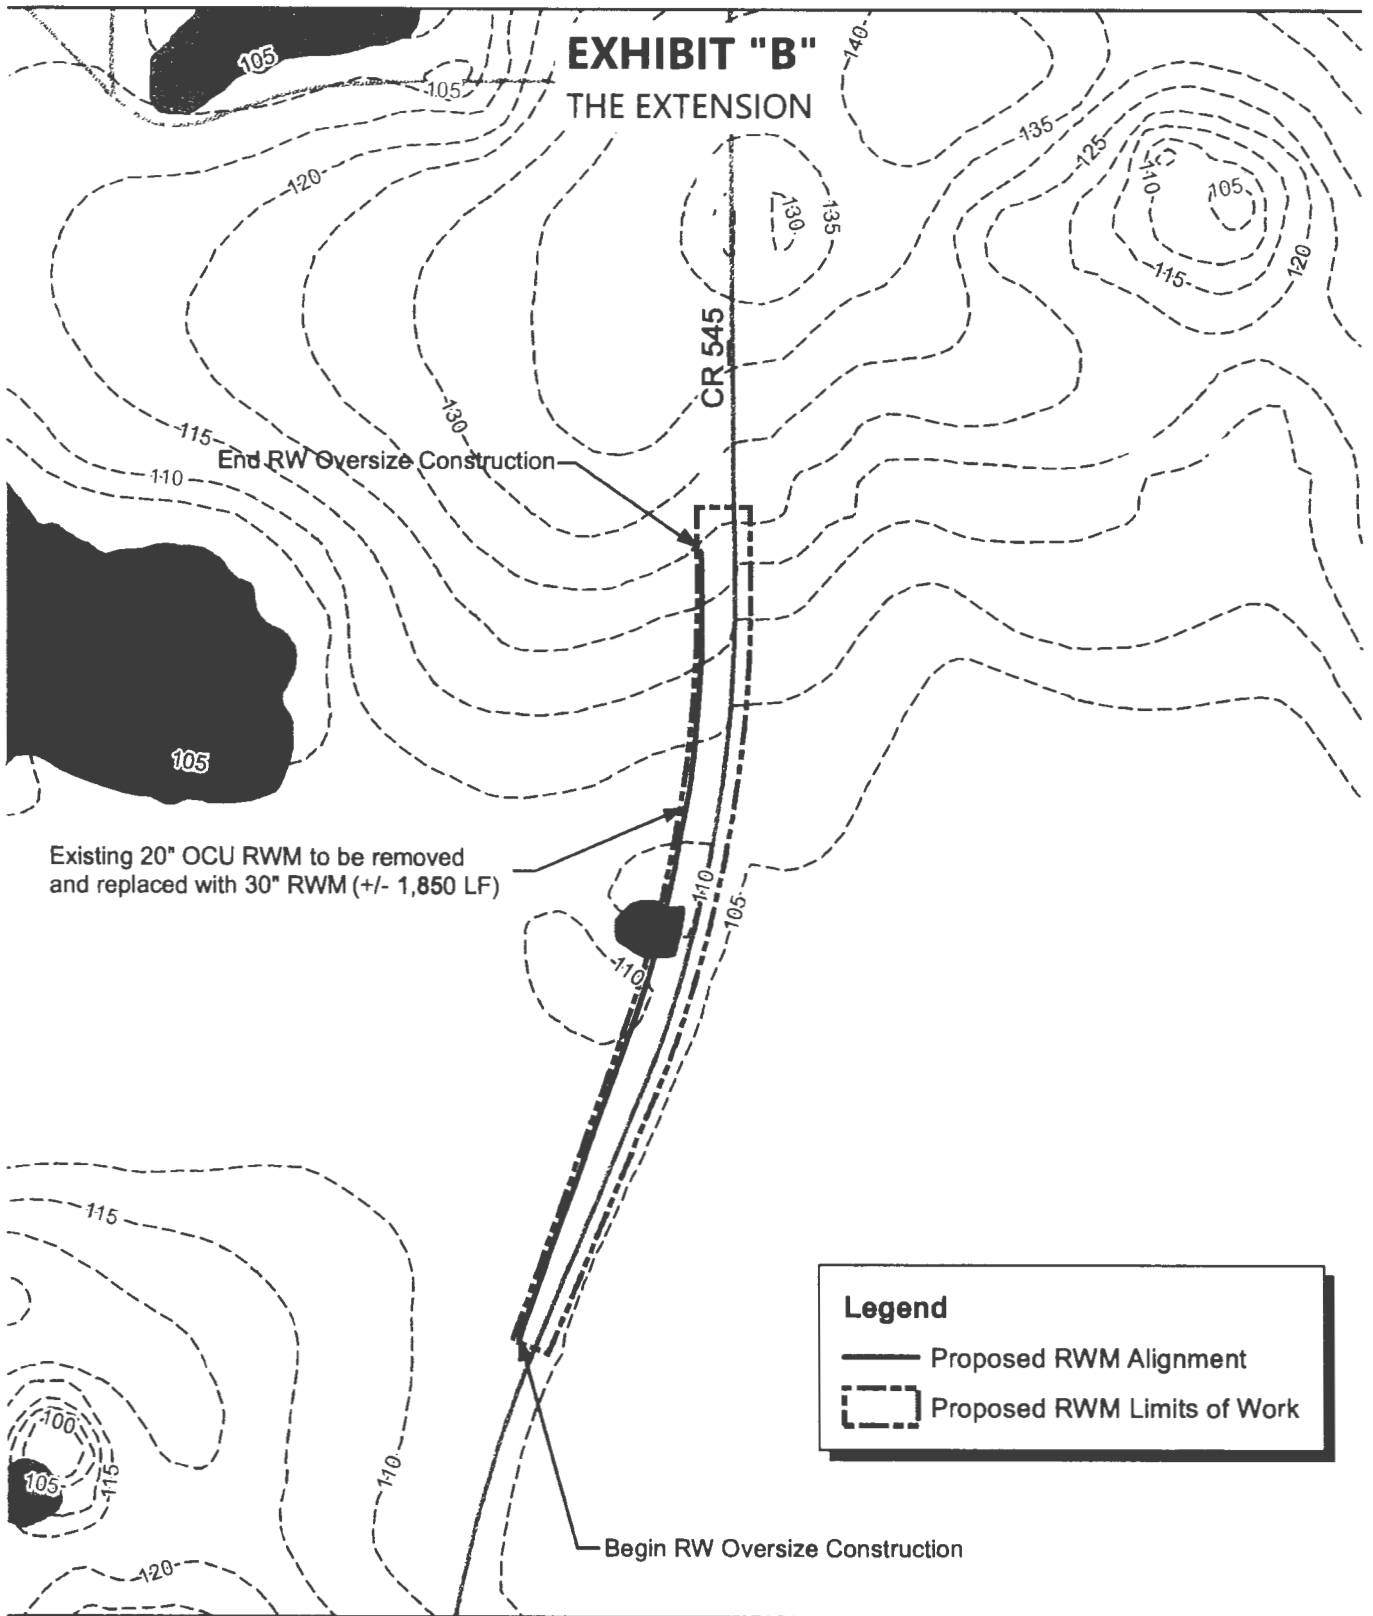 EXHIBIT "B"
THE EXTENSION
105
105
140
135
125
110
105
120
115
120
130
135
CR 545
130
115
110
End RW Oversize Construction
105
Existing 20" OCU RWM to be removed
and replaced with 30" RWM (+/- 1,850 LF)
110
105
110
115
Legend
Proposed RWM Alignment
Proposed RWM Limits of Work
100
105
115
110
120
Begin RW Oversize Construction